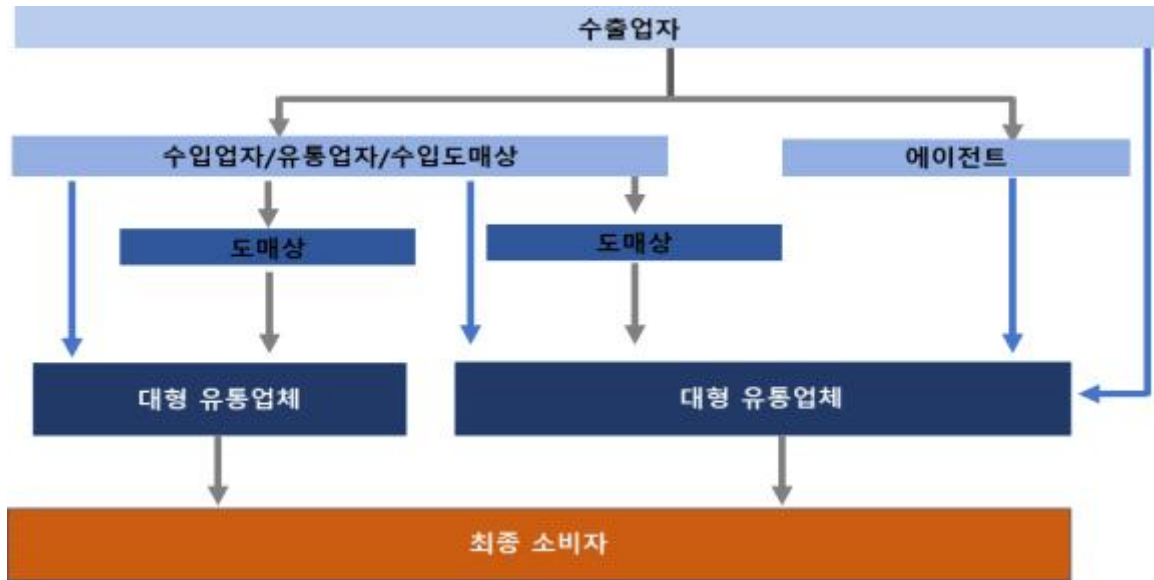 수출업자
수입업자/유통업자/수입도매상
에이전트
도매상
도매상
대형 유통업체
대형 유통업체
최종 소비자